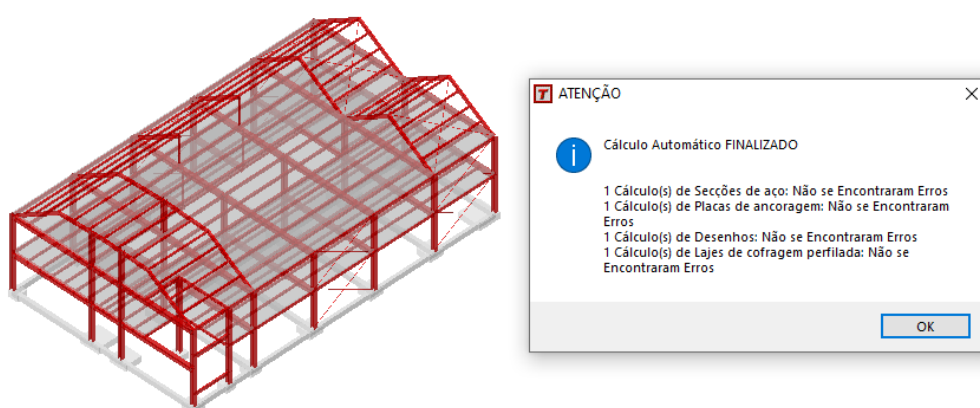 ATENÇÃO
Cálculo Automático FINALIZADO
1 Cálculo(s) de Secções de aço: Não se Encontraram Erros
1 Cálculo(s) de Placas de ancoragem: Não se Encontraram
Erros
1 Cálculo(s) de Desenhos: Não se Encontraram Erros
1 Cálculo(s) de Lajes de cofragem perfilada: Não se
Encontraram Erros
OK